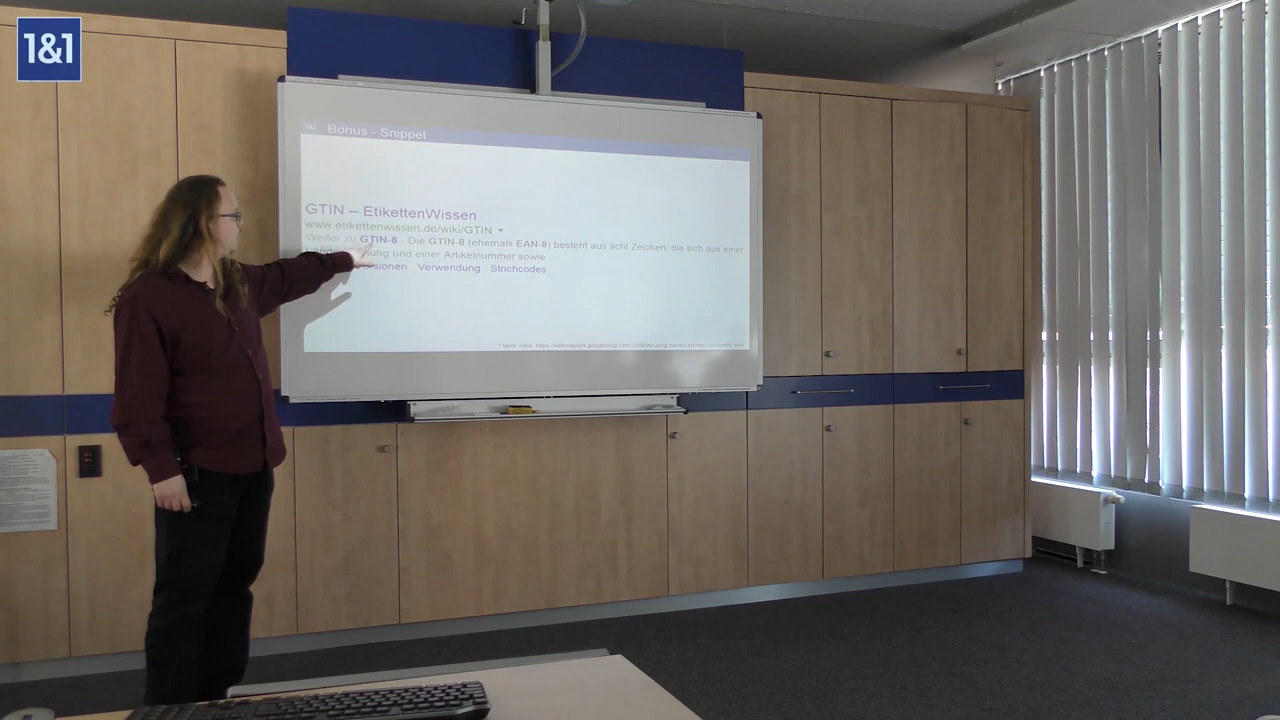 1&1
Bonus - Snippet
GTIN – EtikettenWissen
www.etikettenwissen.de/wiki/GTIN
Weiter zu GTIN-8 - Die GTIN-8 (ehemals EAN-8) besteht aus acht Zeichen, die sich aus einer
und einer Artikelnummer sowie ..
Verwendung Strichcodes